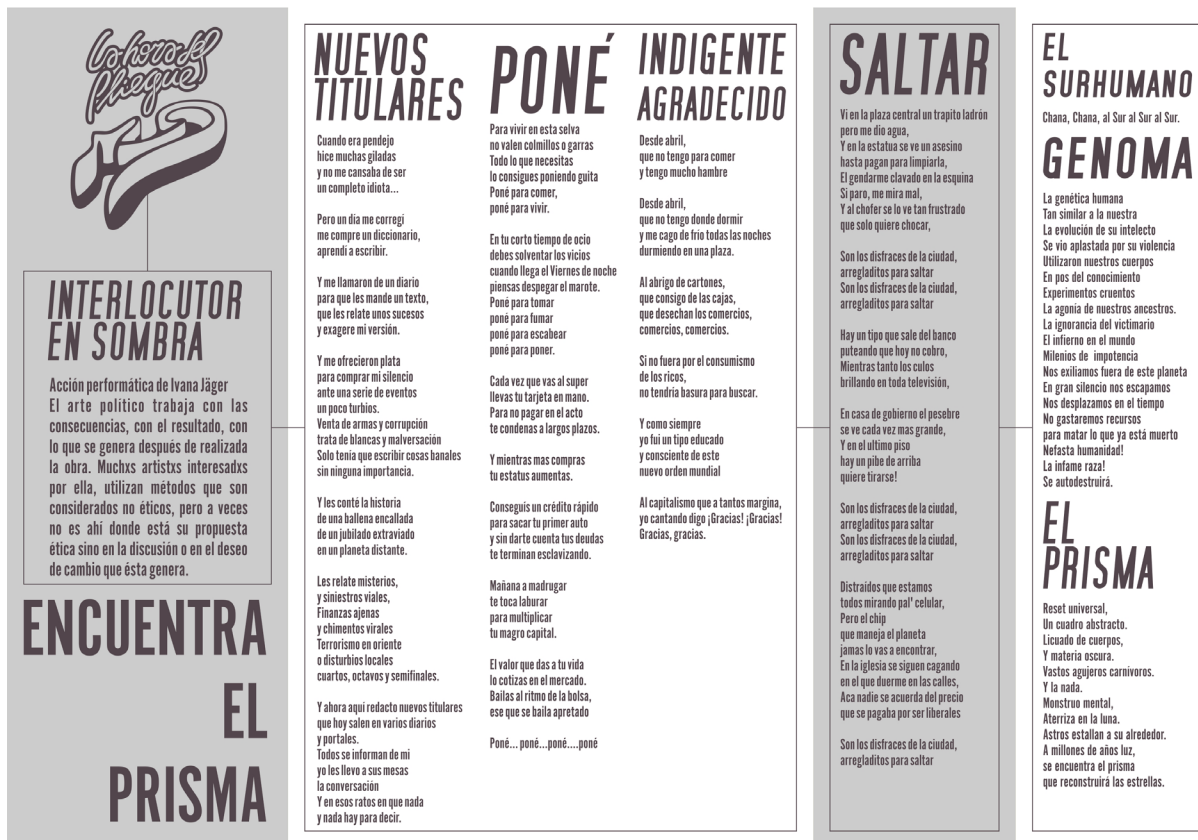 La hora del
Pliegue
INTERLOCUTOR
EN SOMBRA
Acción performática de Ivana Jäger
El arte político trabaja con las
consecuencias, con el resultado, con
lo que se genera después de realizada
la obra. Muchxs artistxs interesadxs
por ella, utilizan métodos que son
considerados no éticos, pero a veces
no es ahí donde está su propuesta
ética sino en la discusión o en el deseo
de cambio que ésta genera.
ENCUENTRA
EL
PRISMA
NUEVOS
TITULARES
Cuando era pendejo
hice muchas giladas
y no me cansaba de ser
un completo idiota...
Pero un dia me corregi
me compre un diccionario,
aprendi a escribir.
Y me llamaron de un diario
para que les mande un texto,
que les relate unos sucesos
y exagere mi versión.
Y me ofrecieron plata
para comprar mi silencio
ante una serie de eventos
un poco turbios.
Venta de armas y corrupción
trata de blancas y malversación
Solo tenia que escribir cosas banales
sin ninguna importancia.
Y les conté la historia
de una ballena encallada
de un jubilado extraviado
en un planeta distante.
Les relate misterios,
y siniestros viales,
Finanzas ajenas
y chimentos virales
Terrorismo en oriente
o disturbios locales
cuartos, octavos y semifinales.
Y ahora aqui redacto nuevos titulares
que hoy salen en varios diarios
y portales.
Todos se informan de mi
yo les llevo a sus mesas
la conversación
Y en esos ratos en que nada
y nada hay para decir.
PONÉ
Para vivir en esta selva
no valen colmillos o garras
Todo lo que necesitas
lo consigues poniendo guita
Poné para comer,
poné para vivir.
En tu corto tiempo de ocio
debes solventar los vicios
cuando llega el Viernes de noche
piensas despegar el marote.
Poné para tomar
poné para fumar
poné para escabear
poné para poner.
Cada vez que vas al super
llevas tu tarjeta en mano.
Para no pagar en el acto
te condenas a largos plazos.
Y mientras mas compras
tu estatus aumentas.
Conseguis un crédito rápido
para sacar tu primer auto
y sin darte cuenta tus deudas
te terminan esclavizando.
Mañana a madrugar
te toca laburar
para multiplicar
tu magro capital.
El valor que das a tu vida
lo cotizas en el mercado.
Bailas al ritmo de la bolsa,
ese que se baila apretado
Poné... poné...poné....poné
INDIGENTE
AGRADECIDO
Desde abril,
que no tengo para comer
y tengo mucho hambre
Desde abril,
que no tengo donde dormir
y me cago de frio todas las noches
durmiendo en una plaza.
Al abrigo de cartones,
que consigo de las cajas,
que desechan los comercios,
comercios, comercios.
Si no fuera por el consumismo
de los ricos,
no tendría basura para buscar.
Y como siempre
yo fui un tipo educado
y consciente de este
nuevo orden mundial
Al capitalismo que a tantos margina,
yo cantando digo ¡Gracias! ¡Gracias!
Gracias, gracias.
SALTAR
Vi en la plaza central un trapito ladrón
pero me dio agua,
Y en la estatua se ve un asesino
hasta pagan para limpiarla,
El gendarme clavado en la esquina
Si paro, me mira mal,
Y al chofer se lo ve tan frustrado
que solo quiere chocar,
Son los disfraces de la ciudad,
arregladitos para saltar
Son los disfraces de la ciudad,
arregladitos para saltar
Hay un tipo que sale del banco
puteando que hoy no cobro,
Mientras tanto los culos
brillando en toda televisión,
En casa de gobierno el pesebre
se ve cada vez mas grande,
Y en el ultimo piso
hay un pibe de arriba
quiere tirarse!
Son los disfraces de la ciudad,
arregladitos para saltar
Son los disfraces de la ciudad,
arregladitos para saltar
Distraidos que estamos
todos mirando pal' celular,
Pero el chip
que maneja el planeta
jamas lo vas a encontrar,
En la iglesia se siguen cagando
en el que duerme en las calles,
Aca nadie se acuerda del precio
que se pagaba por ser liberales
Son los disfraces de la ciudad,
arregladitos para saltar
EL
SURHUMANO
Chana, Chana, al Sur al Sur al Sur.
GENOMA
La genética humana
Tan similar a la nuestra
La evolución de su intelecto
Se vio aplastada por su violencia
Utilizaron nuestros cuerpos
En pos del conocimiento
Experimentos cruentos
La agonía de nuestros ancestros.
La ignorancia del victimario
El infierno en el mundo
Milenios de impotencia
Nos exiliamos fuera de este planeta
En gran silencio nos escapamos
Nos desplazamos en el tiempo
No gastaremos recursos
para matar lo que ya está muerto
Nefasta humanidad!
La infame raza!
Se autodestruirá.
EL
PRISMA
Reset universal,
Un cuadro abstracto.
Licuado de cuerpos,
Y materia oscura.
Vastos agujeros carnívoros.
Y la nada.
Monstruo mental,
Aterriza en la luna.
Astros estallan a su alrededor.
A millones de años luz,
se encuentra el prisma
que reconstruirá las estrellas.